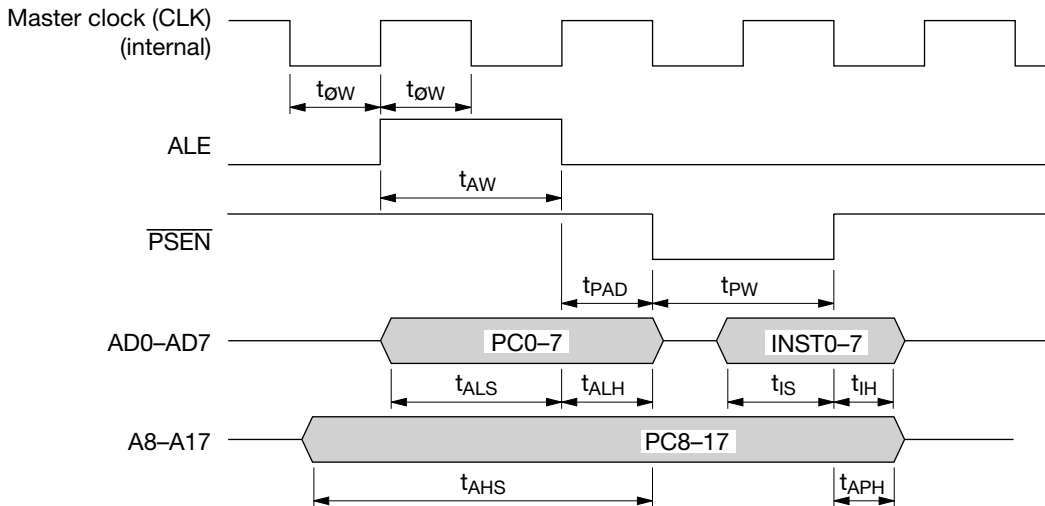 Master clock (CLK)
(internal)
tøW tøW
ALE
tAW
PSEN
tPAD tPW
AD0–AD7 PC0–7 INST0–7
tALS tALH tIS tIH
A8–A17 PC8–17
tAHS tAPH